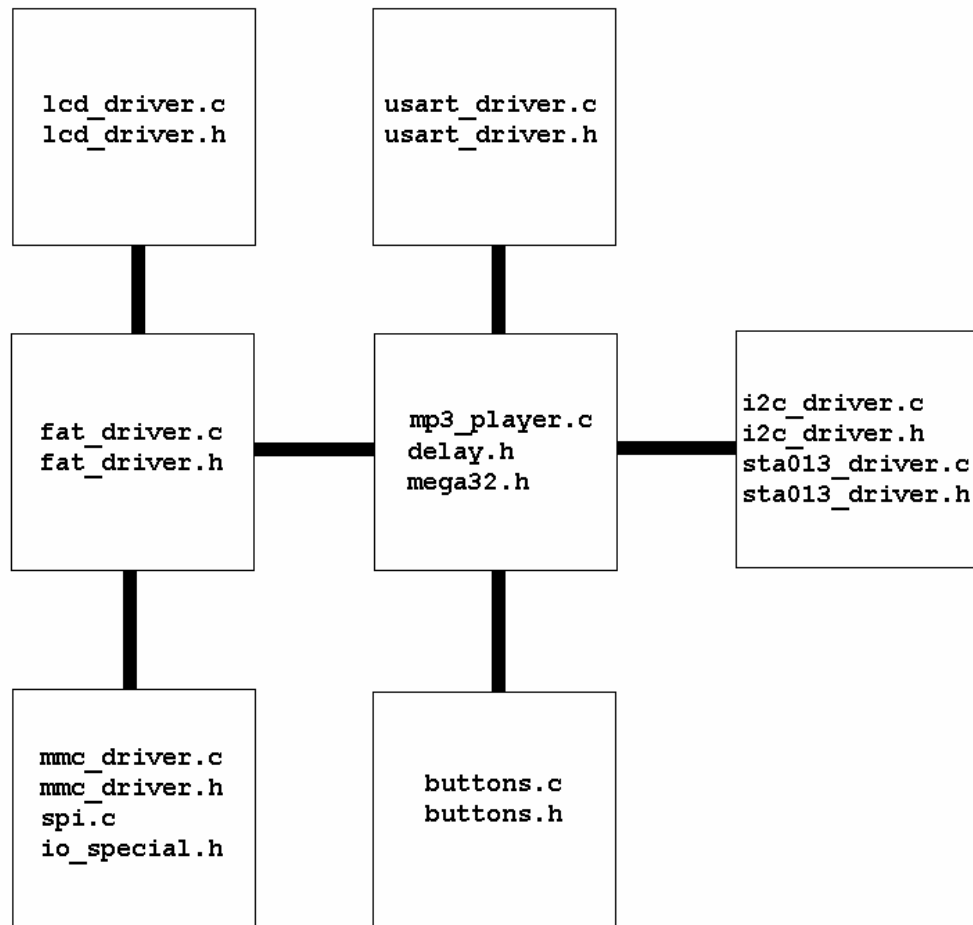 lcd_driver.c
lcd_driver.h
usart_driver.c
usart_driver.h
fat_driver.c
fat_driver.h
mp3_player.c
delay.h
mega32.h
i2c_driver.c
i2c_driver.h
sta013_driver.c
sta013_driver.h
mmc_driver.c
mmc_driver.h
spi.c
io_special.h
buttons.c
buttons.h